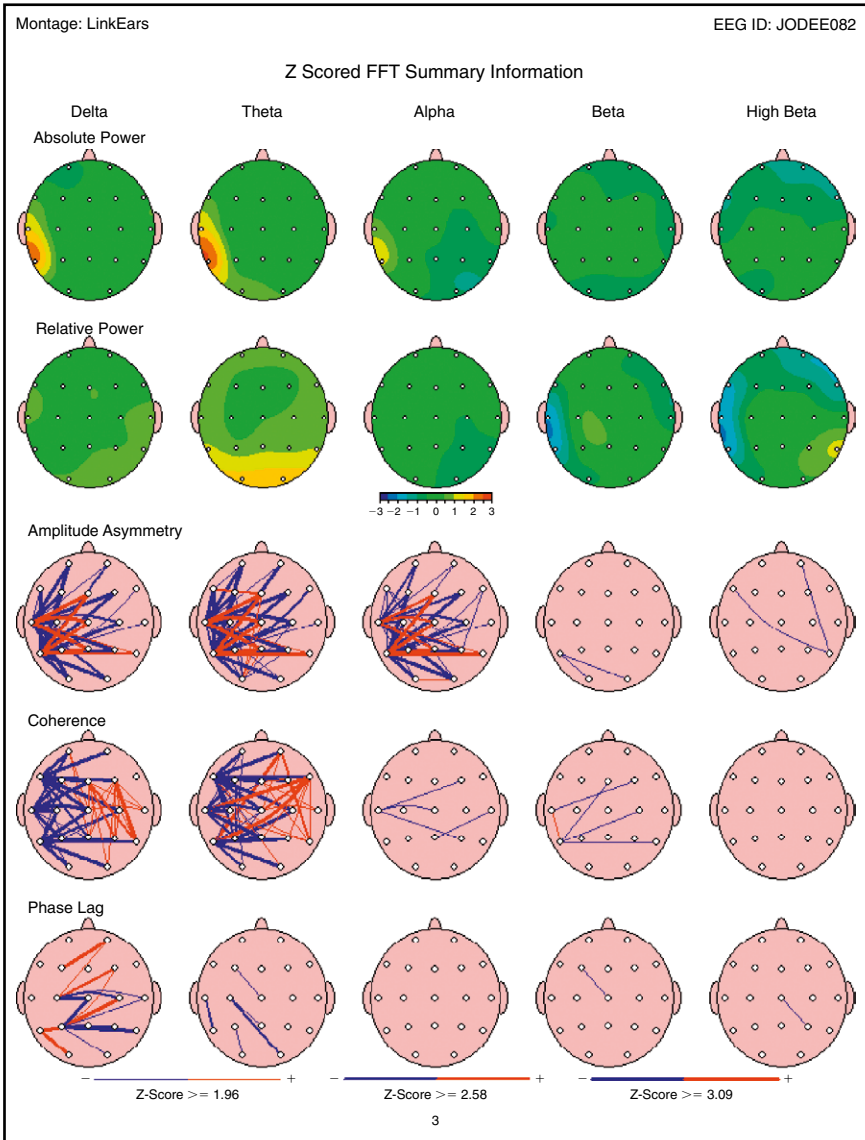 Montage: LinkEars EEG ID: JODEE082
Z Scored FFT Summary Information
Delta Theta Alpha Beta High Beta
Absolute Power
Relative Power
−3 −2 −1 0 1 2 3
Amplitude Asymmetry
Coherence
Phase Lag
− + − + − +
Z-Score >= 1.96 Z-Score >= 2.58 Z-Score >= 3.09
3